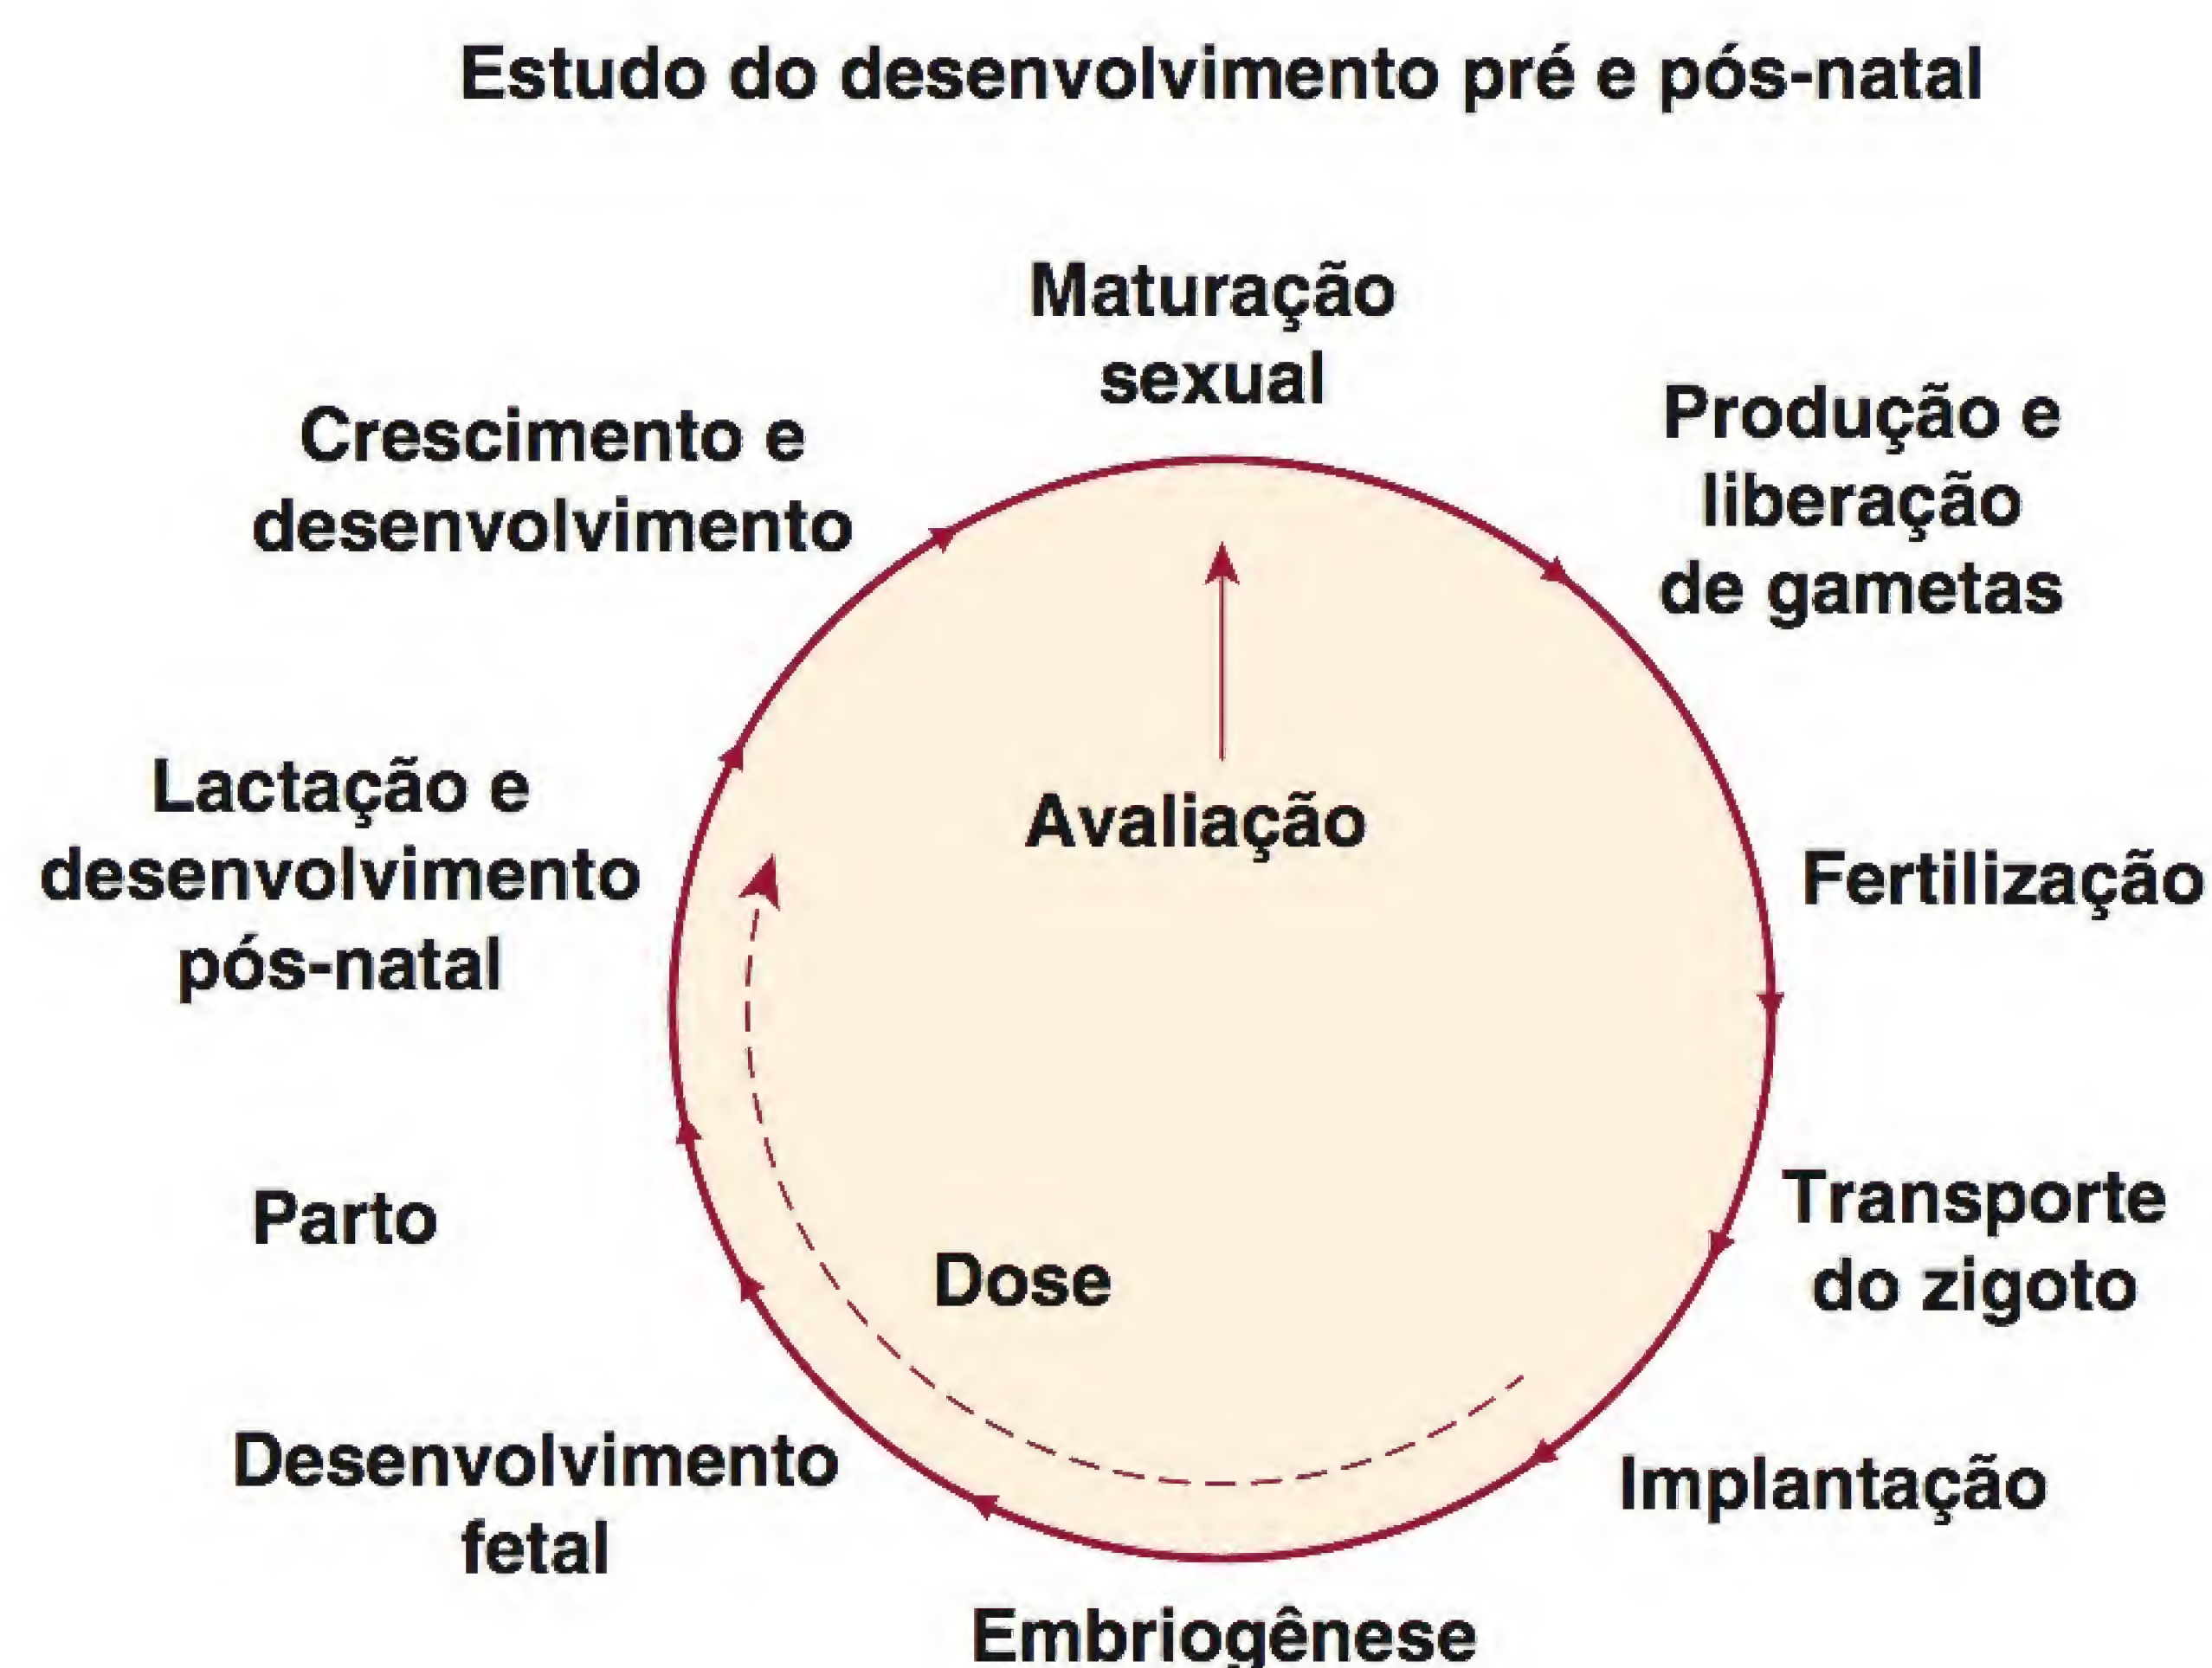 Estudo do desenvolvimento pré e pós-natal
Maturação
sexual
Produção e
liberação
de gametas
Fertilização
Transporte
do zigoto
Implantação
Embriogênese
Desenvolvimento
fetal
Parto
Lactação e
desenvolvimento
pós-natal
Crescimento e
desenvolvimento
Avaliação
Dose